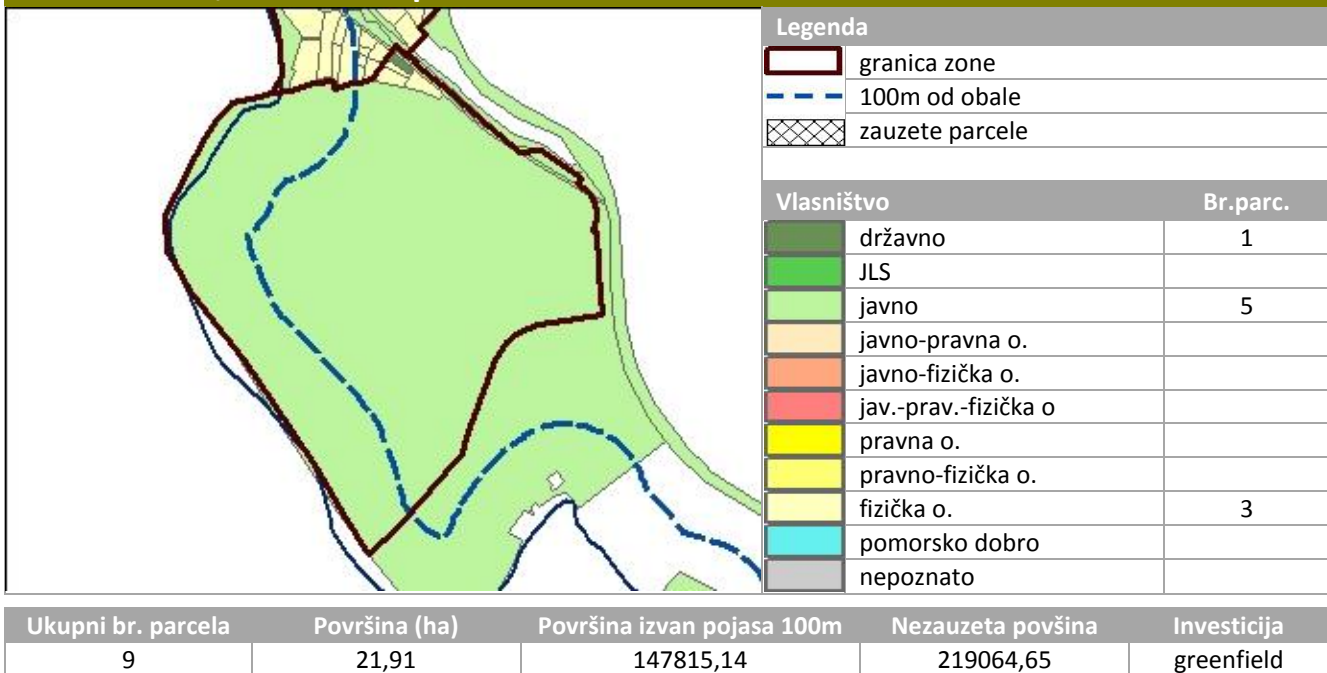 Legenda
granica zone
100m od obale
zauzete parcele
Vlasništvo Br.parc.
državno 1
JLS
javno 5
javno-pravna o.
javno-fizička o.
jav.-prav.-fizička o
pravna o.
pravno-fizička o.
fizička o. 3
pomorsko dobro
nepoznato
Ukupni br. parcela Površina (ha) Površina izvan pojasa 100m Nezauzeta povšina Investicija
9 21,91 147815,14 219064,65 greenfield